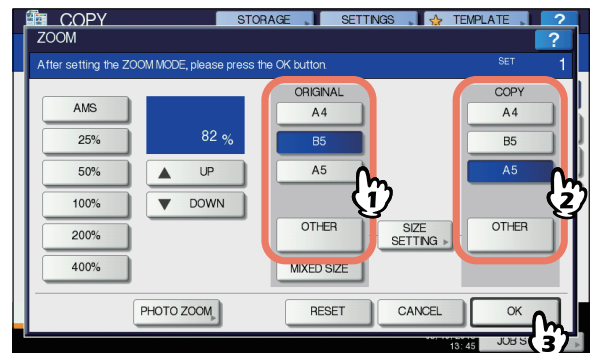 COPY
STORAGE
SETTINGS
TEMPLATE
?
ZOOM
?
After setting the ZOOM MODE, please press the OK button.
SET
1
ORIGINAL
COPY
AMS
A4
A4
25%
82 %
B5
B5
50%
UP
A5
A5
1
2
100%
DOWN
200%
OTHER
SIZE
SETTING
OTHER
400%
MIXED SIZE
PHOTO ZOOM
RESET
CANCEL
OK
3
13: 45
JOB S